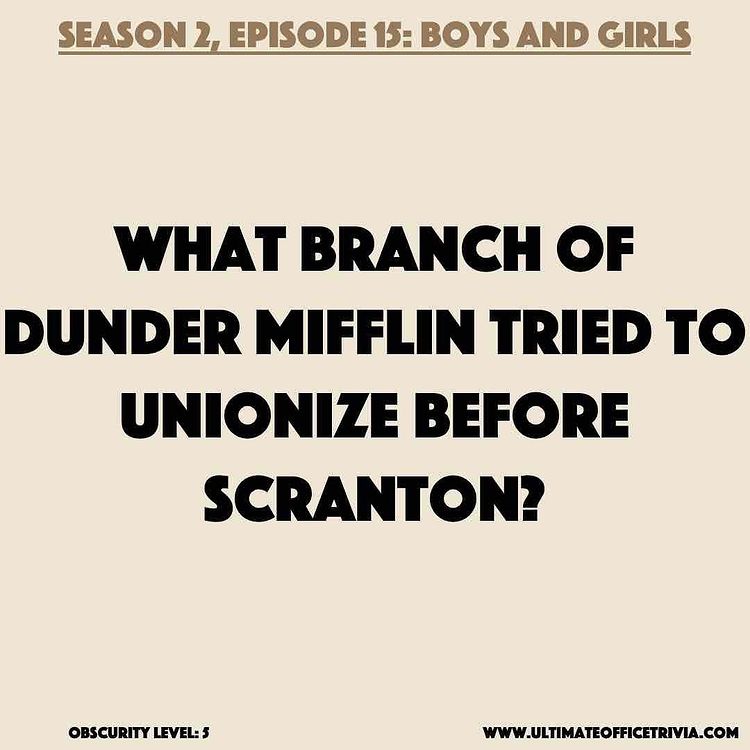 SEASON 2, EPISODE 15: BOYS AND GIRLS
WHAT BRANCH OF
DUNDER MIFFLIN TRIED TO
UNIONIZE BEFORE
SCRANTON?
OBSCURITY LEVEL: 5
WWW.ULTIMATEOFFICETRIVIA.COM